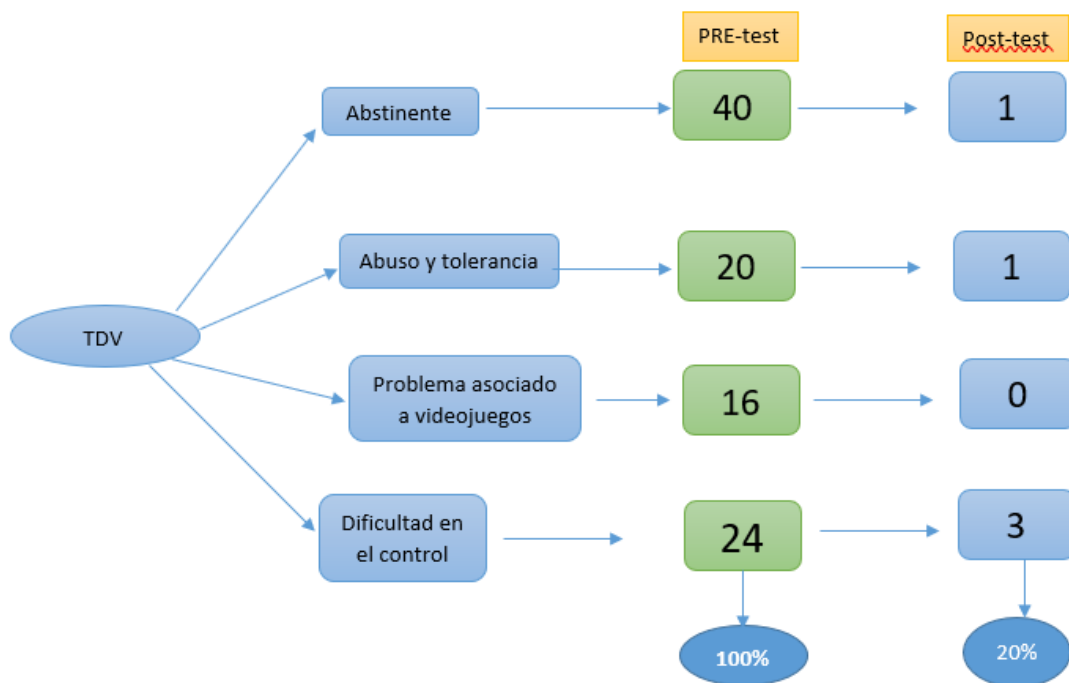 PRE-test
Post-test
Abstinente
40
1
Abuso y tolerancia
20
1
TDV
Problema asociado
a videojuegos
16
0
Dificultad en
el control
24
3
100%
20%